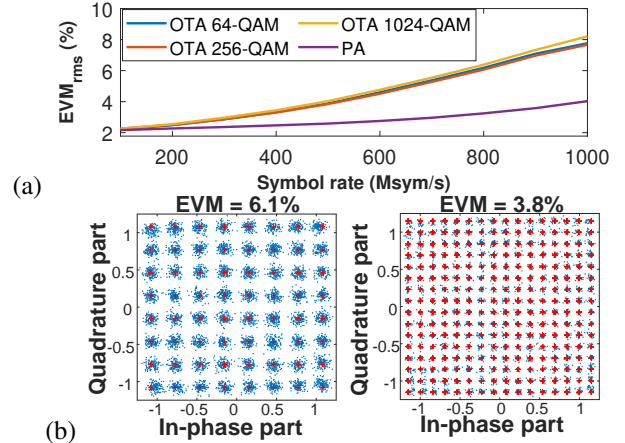 10
8
6
4
2
EVMrms (%)
OTA 64-QAM
OTA 1024-QAM
OTA 256-QAM
PA
200
400
600
800
1000
Symbol rate (Msym/s)
(a)
EVM = 6.1%
EVM = 3.8%
Quadrature part
1
0.5
0
-0.5
-1
-1
-0.5
0
0.5
1
In-phase part
Quadrature part
1
0.5
0
-0.5
-1
-1
-0.5
0
0.5
1
In-phase part
(b)